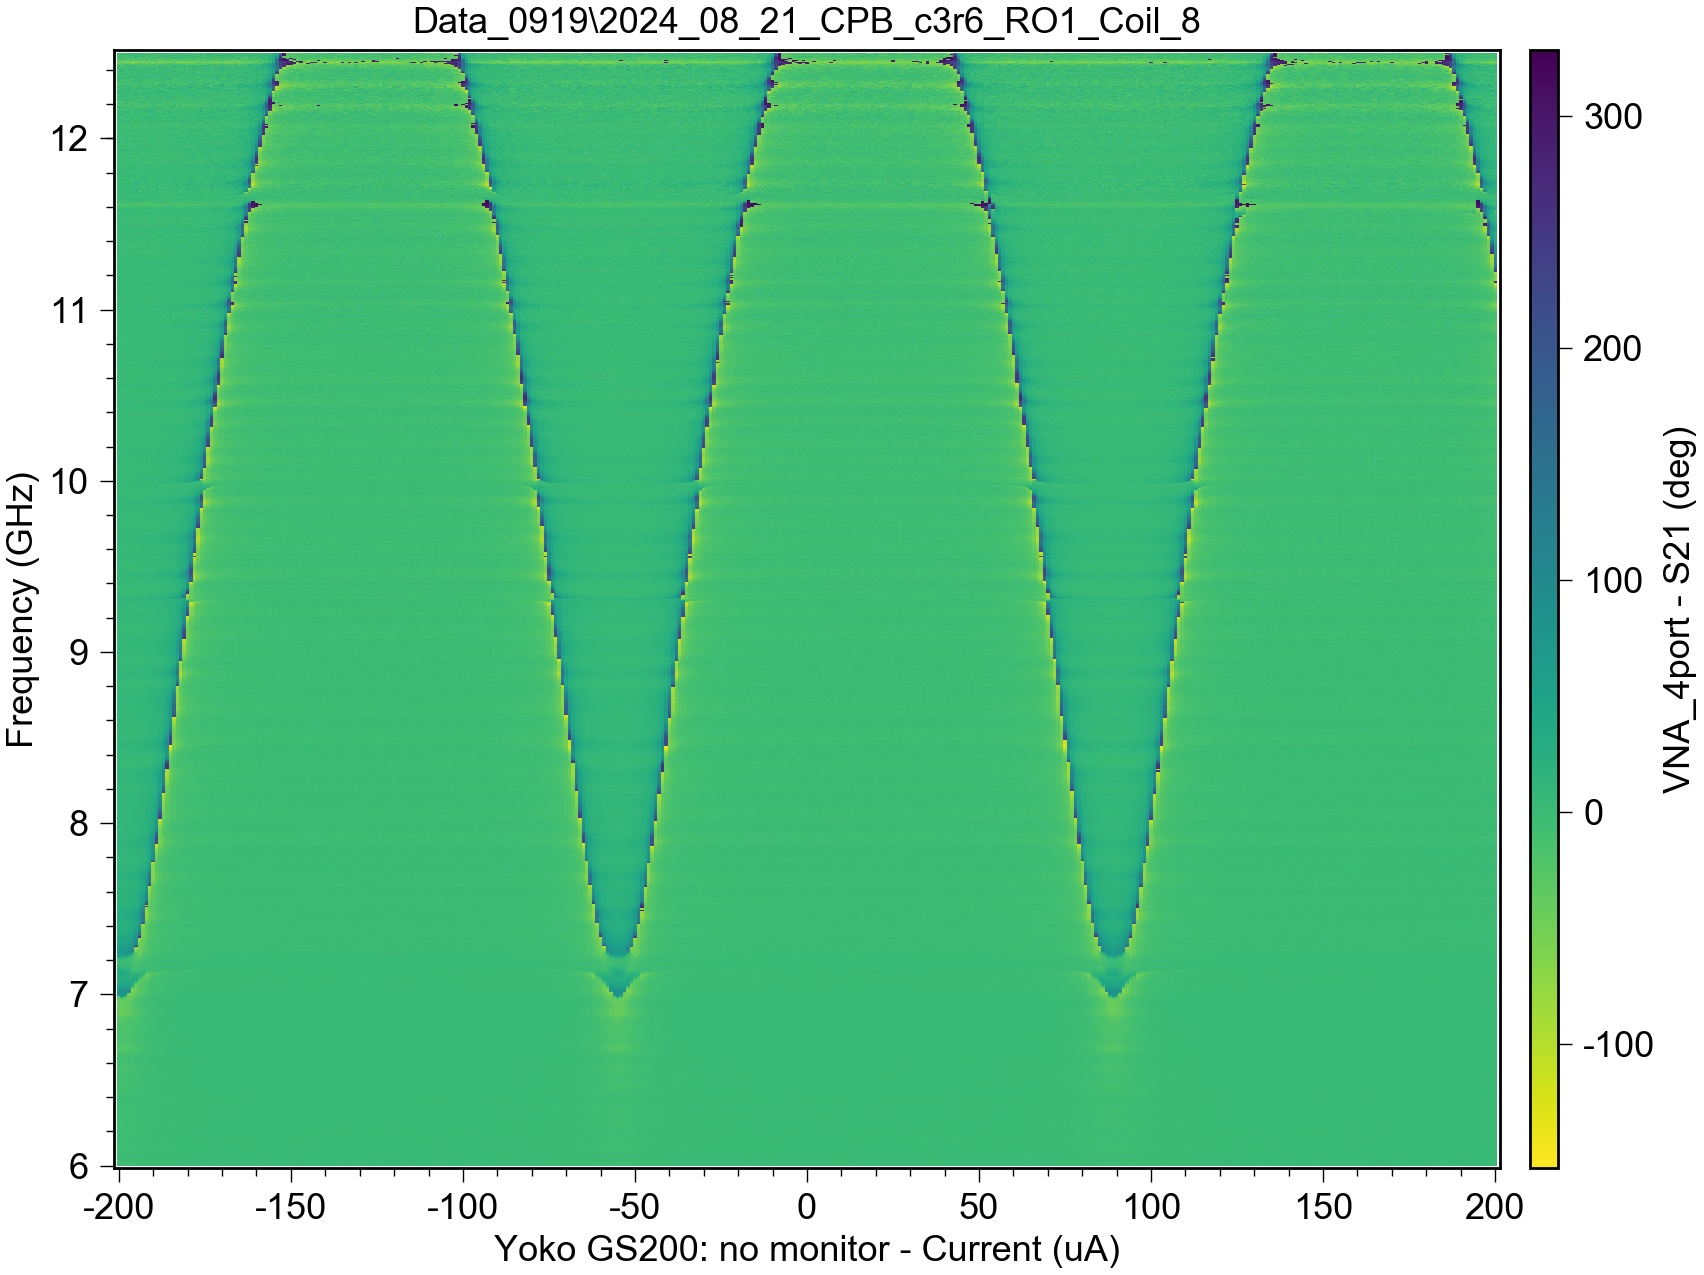 Data_0919\2024_08_21_CPB_c3r6_RO1_Coil_8
12
11
10
9
8
7
6
Frequency (GHz)
-200 -150 -100 -50 0 50 100 150 200
Yoko GS200: no monitor - Current (uA)
300
200
100
0
-100
VNA_4port - S21 (deg)